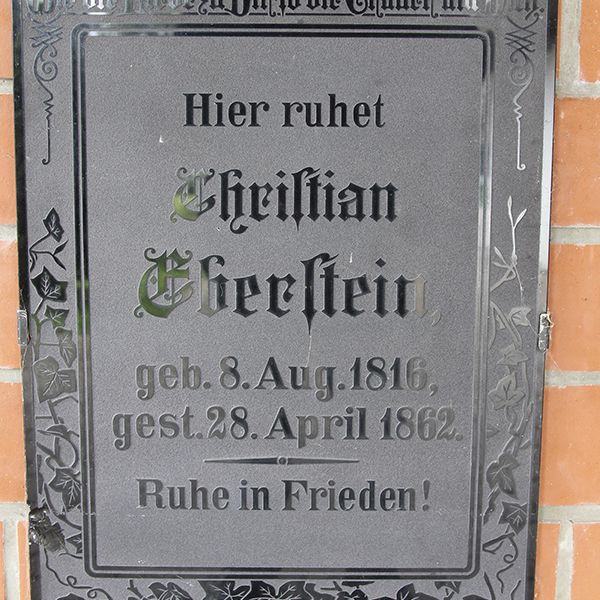 Hier ruhet
Chriſtian
Eberſtein,
geb. 8. Aug. 1816,
gest. 28. April 1862.
Ruhe in Frieden!